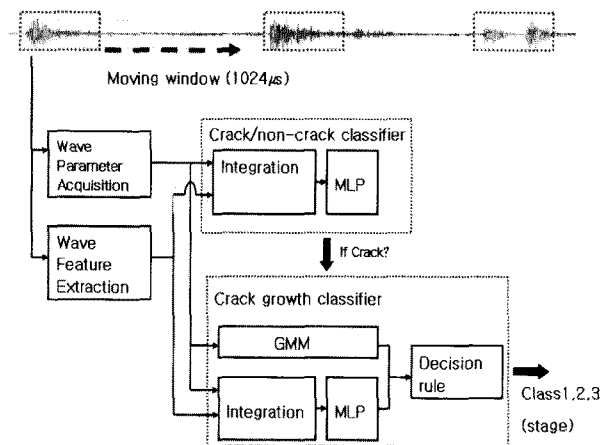 Moving window (1024μs)
Crack/non-crack classifier
Wave
Parameter
Acquisition
Integration
MLP
Wave
Feature
Extraction
If Crack?
Crack growth classifier
GMM
Decision
rule
Integration
MLP
Class1,2,3
(stage)